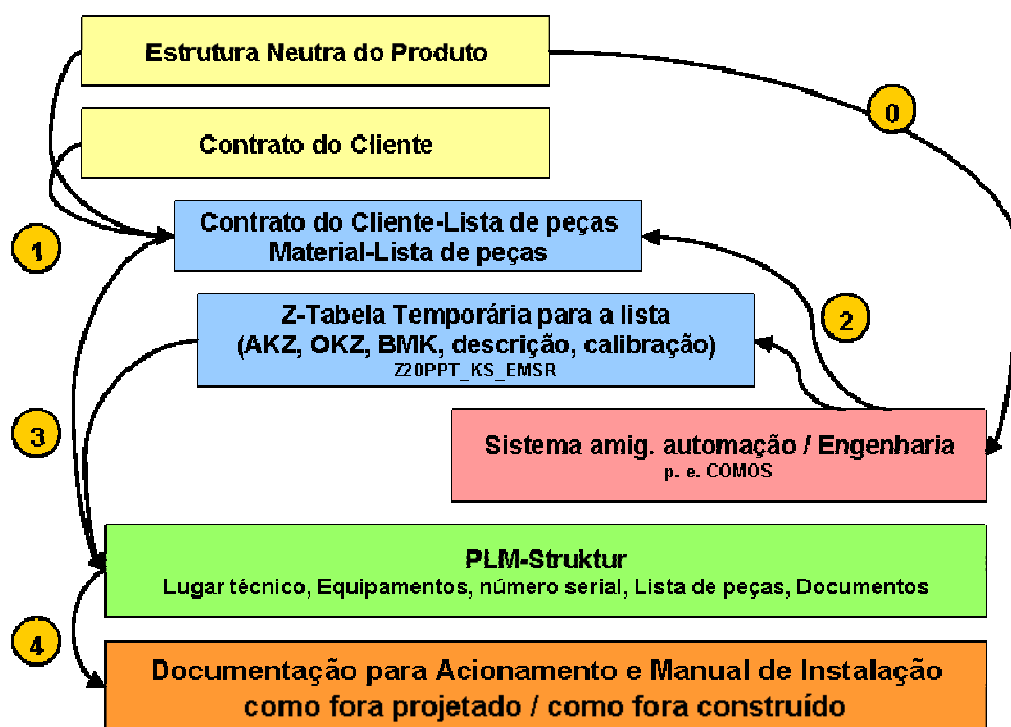 Estrutura Neutra do Produto
0
Contrato do Cliente
Contrato do Cliente-Lista de peças
Material-Lista de peças
1
Z-Tabela Temporária para a lista
(AKZ, OKZ, BMK, descrição, calibração)
Z20PPT_KS_EMSR
2
3
Sistema amig. automação / Engenharia
p. e. COMOS
PLM-Struktur
Lugar técnico, Equipamentos, número serial, Lista de peças, Documentos
4
Documentação para Acionamento e Manual de Instalação
como fora projetado / como fora construído